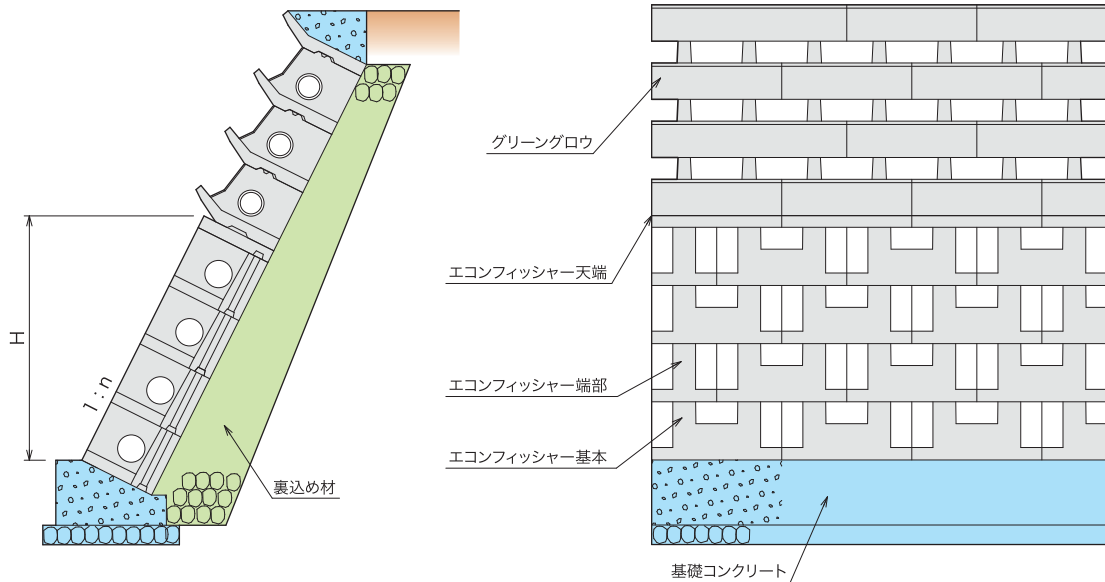 H
1:n
裏込め材
グリーングロウ
エコンフィッシャー天端
エコンフィッシャー端部
エコンフィッシャー基本
基礎コンクリート